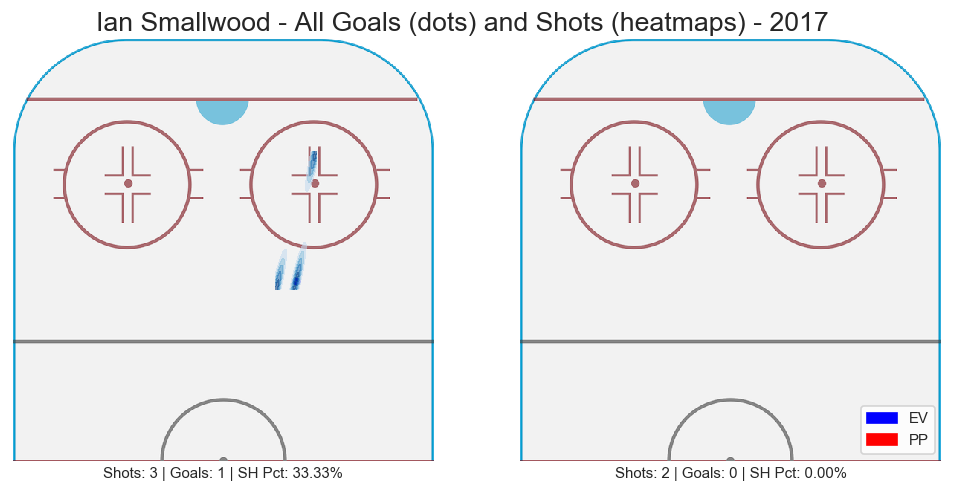 Ian Smallwood - All Goals (dots) and Shots (heatmaps) - 2017
EV
PP
Shots: 3 | Goals: 1 | SH Pct: 33.33%
Shots: 2 | Goals: 0 | SH Pct: 0.00%